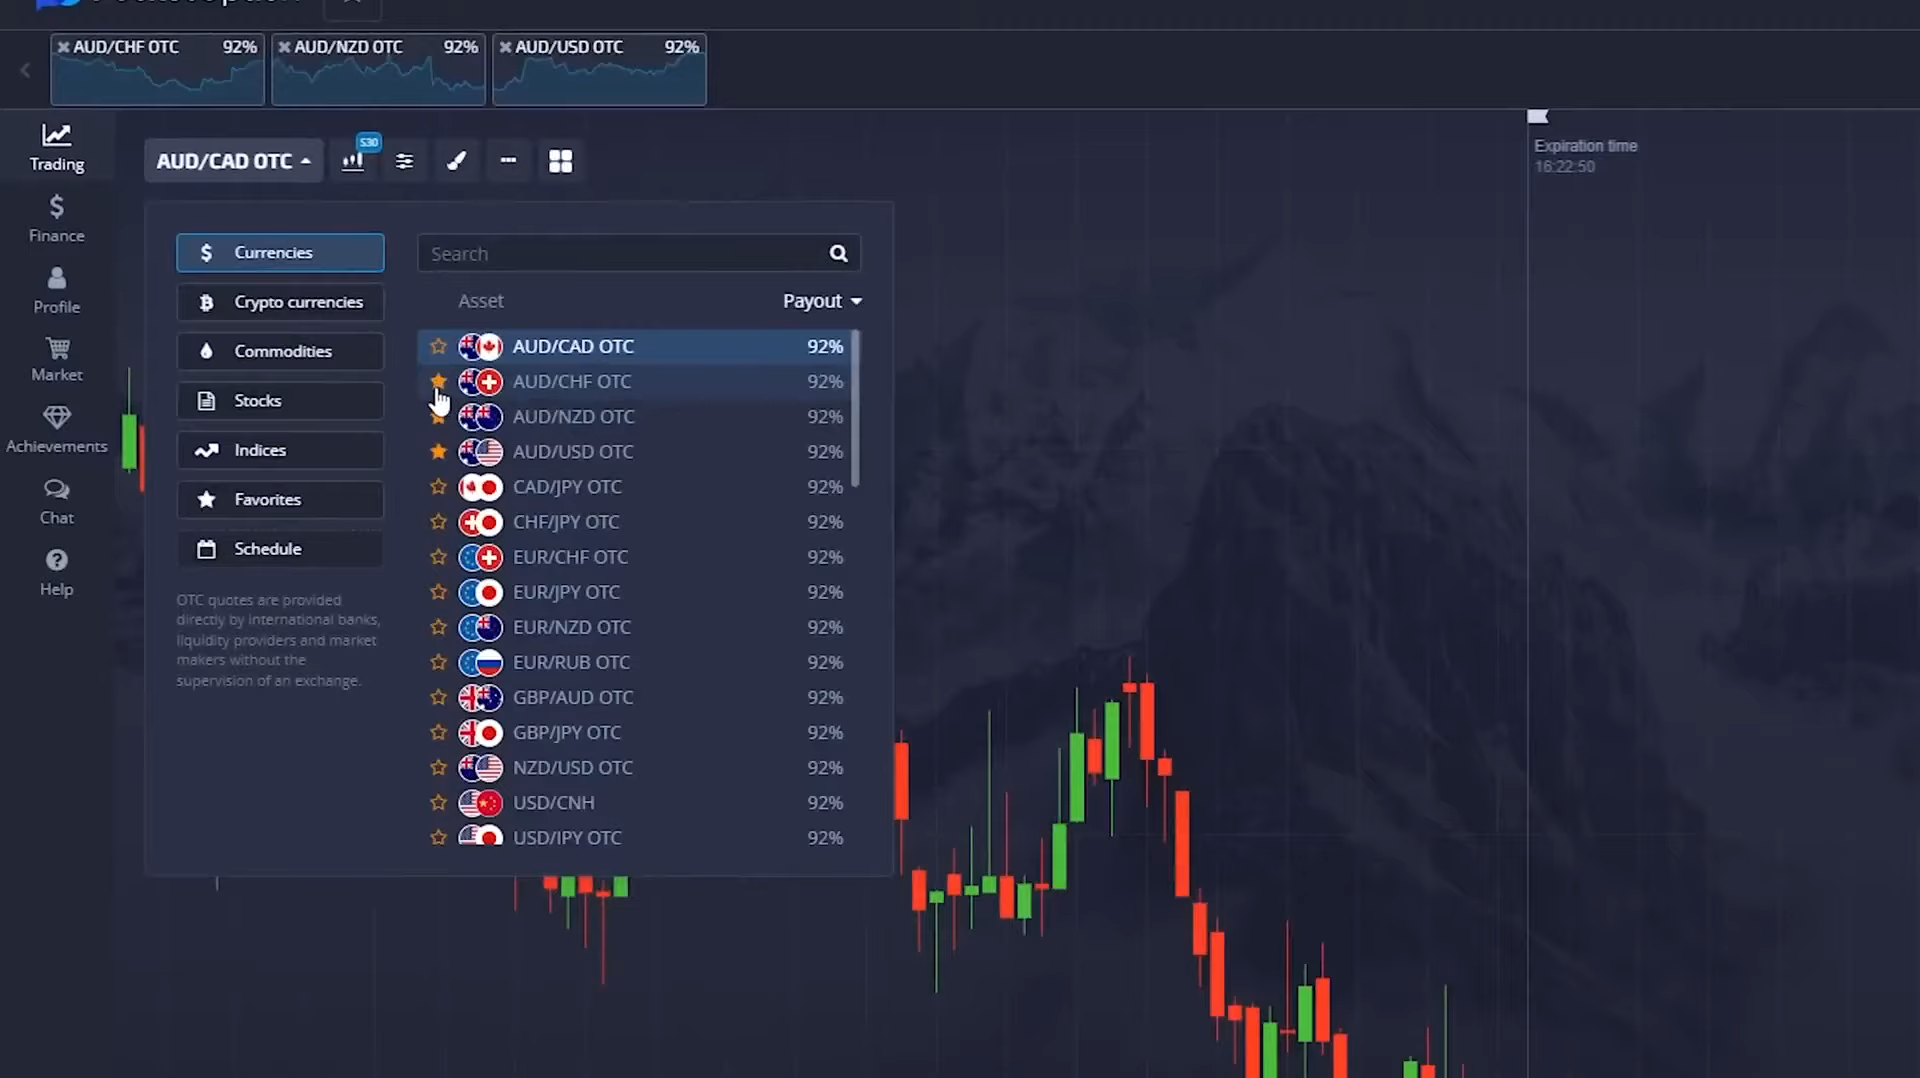 AUD/CHF OTC 92%
AUD/NZD OTC 92%
AUD/USD OTC 92%
Trading
Finance
Profile
Market
Achievements
Chat
Help
AUD/CAD OTC
S30
Expiration time
16:22:50
Currencies
Crypto currencies
Commodities
Stocks
Indices
Favorites
Schedule
OTC quotes are provided
directly by international banks,
liquidity providers and market
makers without the
supervision of an exchange.
Search
Asset Payout
AUD/CAD OTC 92%
AUD/CHF OTC 92%
AUD/NZD OTC 92%
AUD/USD OTC 92%
CAD/JPY OTC 92%
CHF/JPY OTC 92%
EUR/CHF OTC 92%
EUR/JPY OTC 92%
EUR/NZD OTC 92%
EUR/RUB OTC 92%
GBP/AUD OTC 92%
GBP/JPY OTC 92%
NZD/USD OTC 92%
USD/CNH 92%
USD/JPY OTC 92%